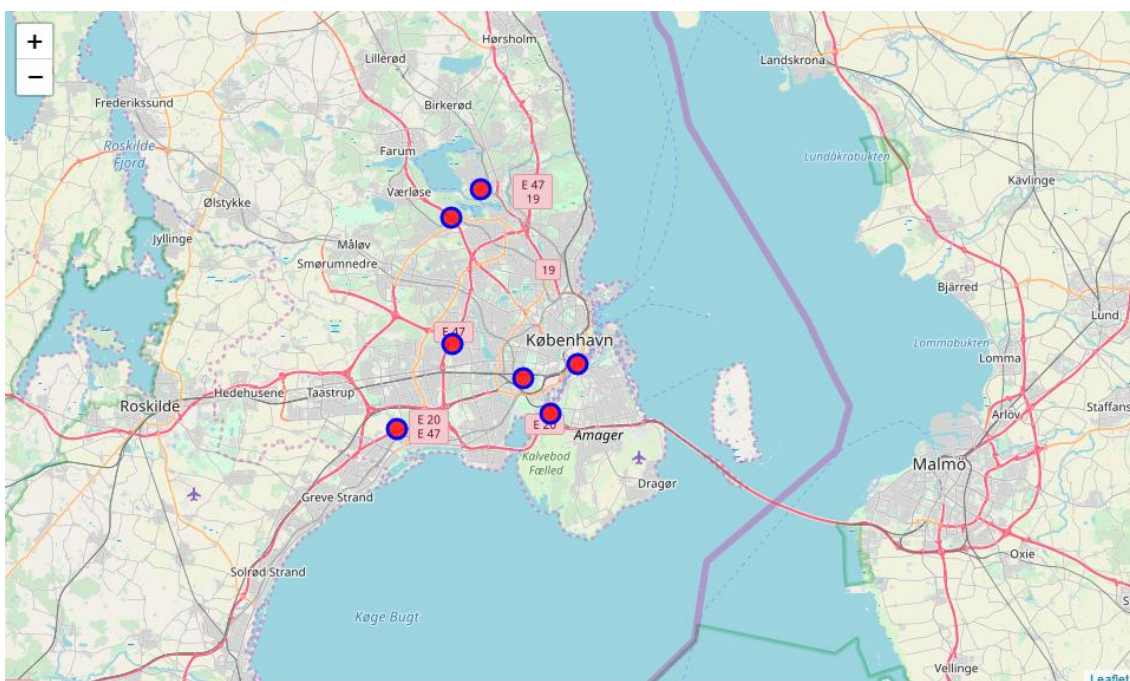 +
−
Hørsholm
Lillerød
Landskrona
Birkerød
Frederikssund
Roskilde
Fjord
Farum
Lundåkrabukten
Kävlinge
Værløse
E 47
19
Ølstykke
Jyllinge
Måløv
Smørumnedre
19
Bjärred
Lund
E 47
København
Lommabukten
Lomma
Hedehusene
Taastrup
Roskilde
E 20
E 47
E 20
Amager
Arlöv
Staffans
Kalvebod
Fælled
Malmö
Dragør
Greve Strand
Oxie
Solrød Strand
S
Køge Bugt
Vellinge
Leaflet